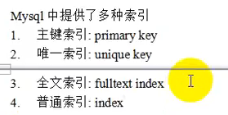 Mysql 中提供了多种索引
1. 主键索引: primary key
2. 唯一索引: unique key
3. 全文索引: fulltext index
4. 普通索引: index